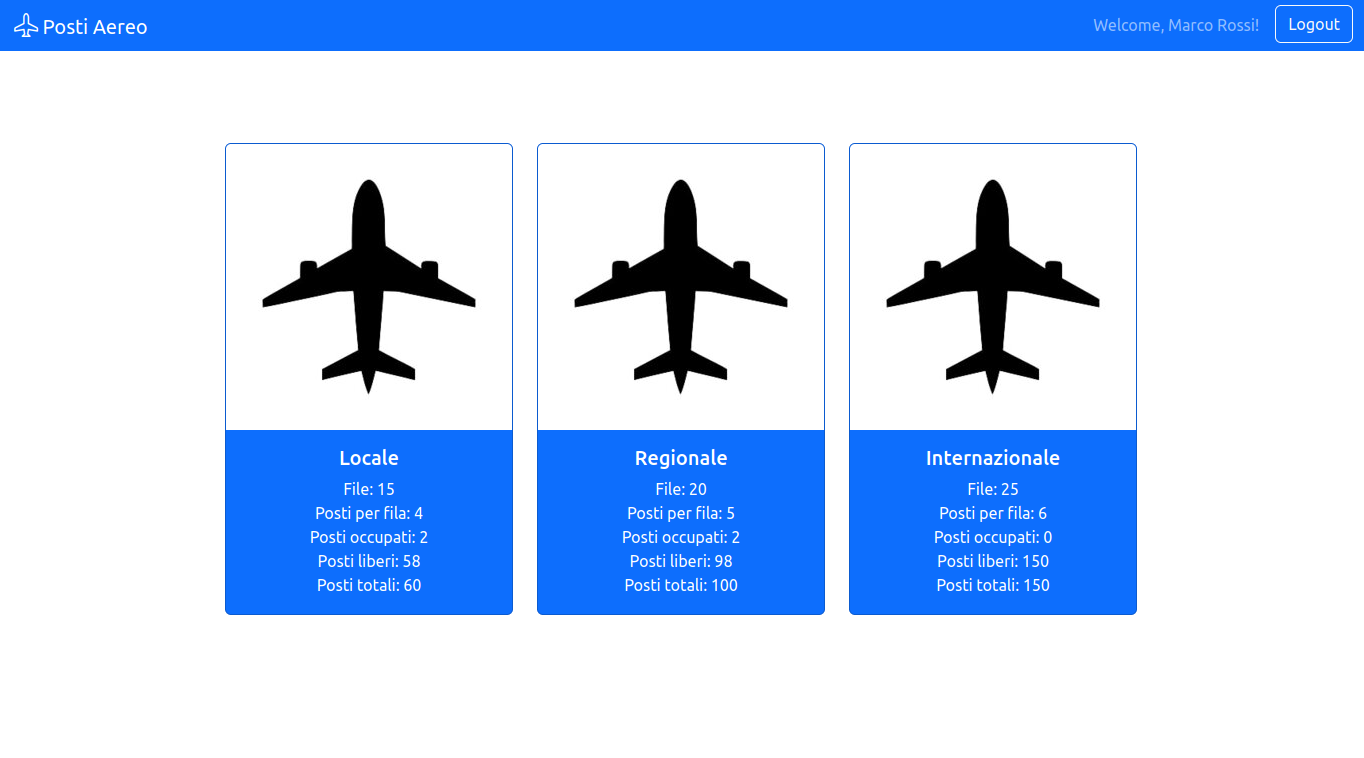 Posti Aereo
Welcome, Marco Rossi!
Logout
Locale
File: 15
Posti per fila: 4
Posti occupati: 2
Posti liberi: 58
Posti totali: 60
Regionale
File: 20
Posti per fila: 5
Posti occupati: 2
Posti liberi: 98
Posti totali: 100
Internazionale
File: 25
Posti per fila: 6
Posti occupati: 0
Posti liberi: 150
Posti totali: 150